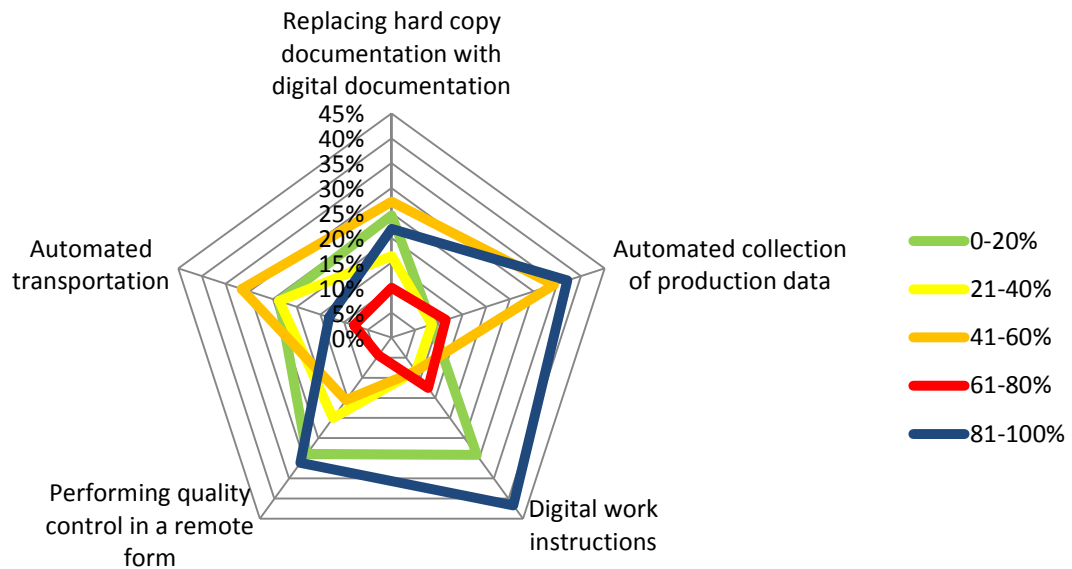 Replacing hard copy
documentation with
digital documentation
45%
40%
35%
30%
25%
20%
15%
10%
5%
0%
Automated
transportation
Automated collection
of production data
0-20%
21-40%
41-60%
61-80%
81-100%
Performing quality
control in a remote
form
Digital work
instructions